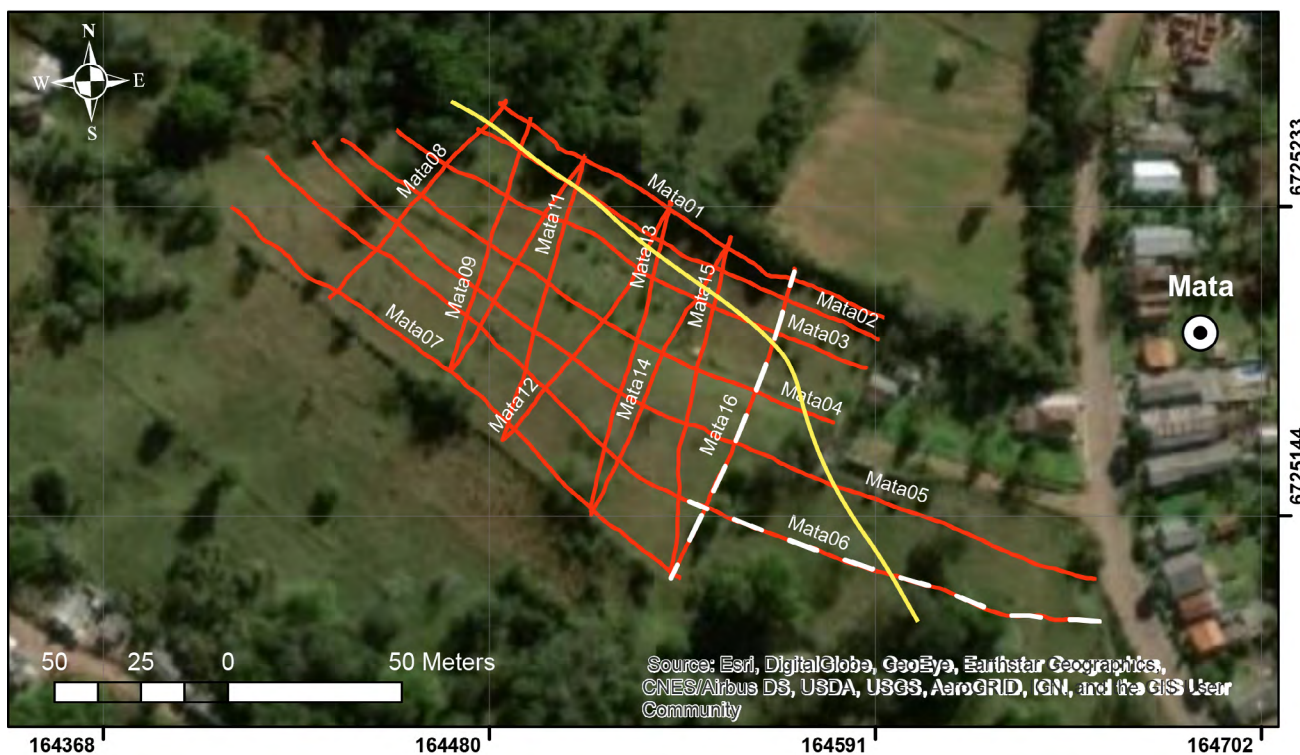 N
W E
S
Mata08
Mata01
Mata11
Mata13
Mata09
Mata15
Mata02
Mata03
Mata07
Mata14
Mata12
Mata16
Mata04
Mata05
Mata06
Mata
6725233
6725144
50 25 0 50 Meters
Source: Esri, DigitalGlobe, GeoEye, Earthstar Geographics,
CNES/Airbus DS, USDA, USGS, AeroGRID, IGN, and the GIS User
Community
164368 164480 164591 164702